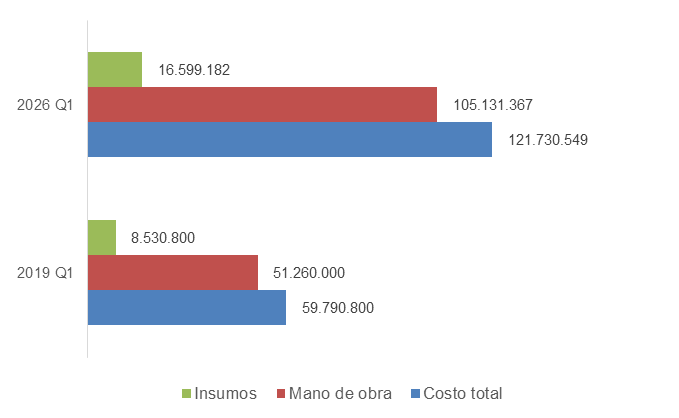 16.599.182
2026 Q1
105.131.367
121.730.549
8.530.800
2019 Q1
51.260.000
59.790.800
Insumos Mano de obra Costo total